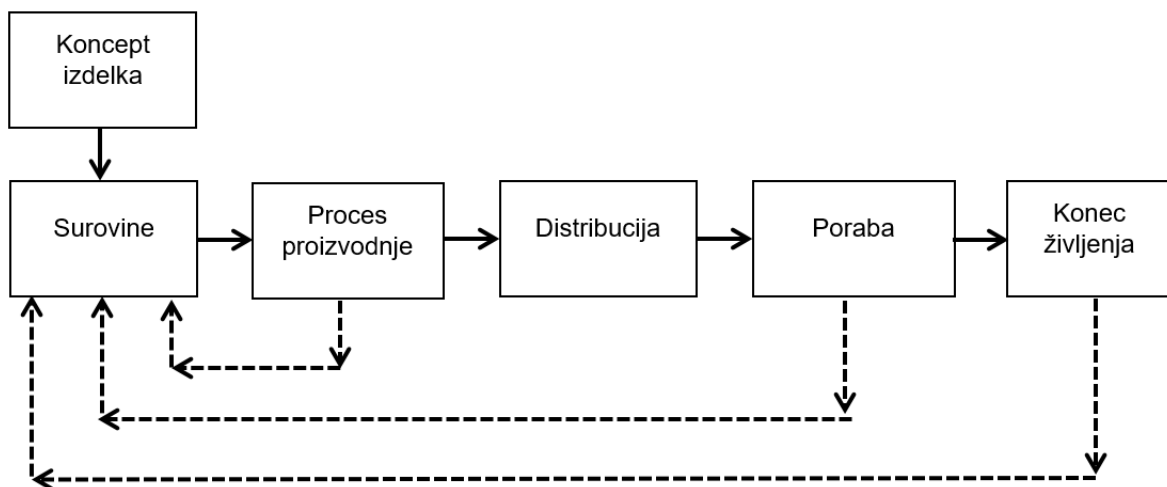 Koncept
izdelka
Surovine
Proces
proizvodnje
Distribucija
Poraba
Konec
življenja